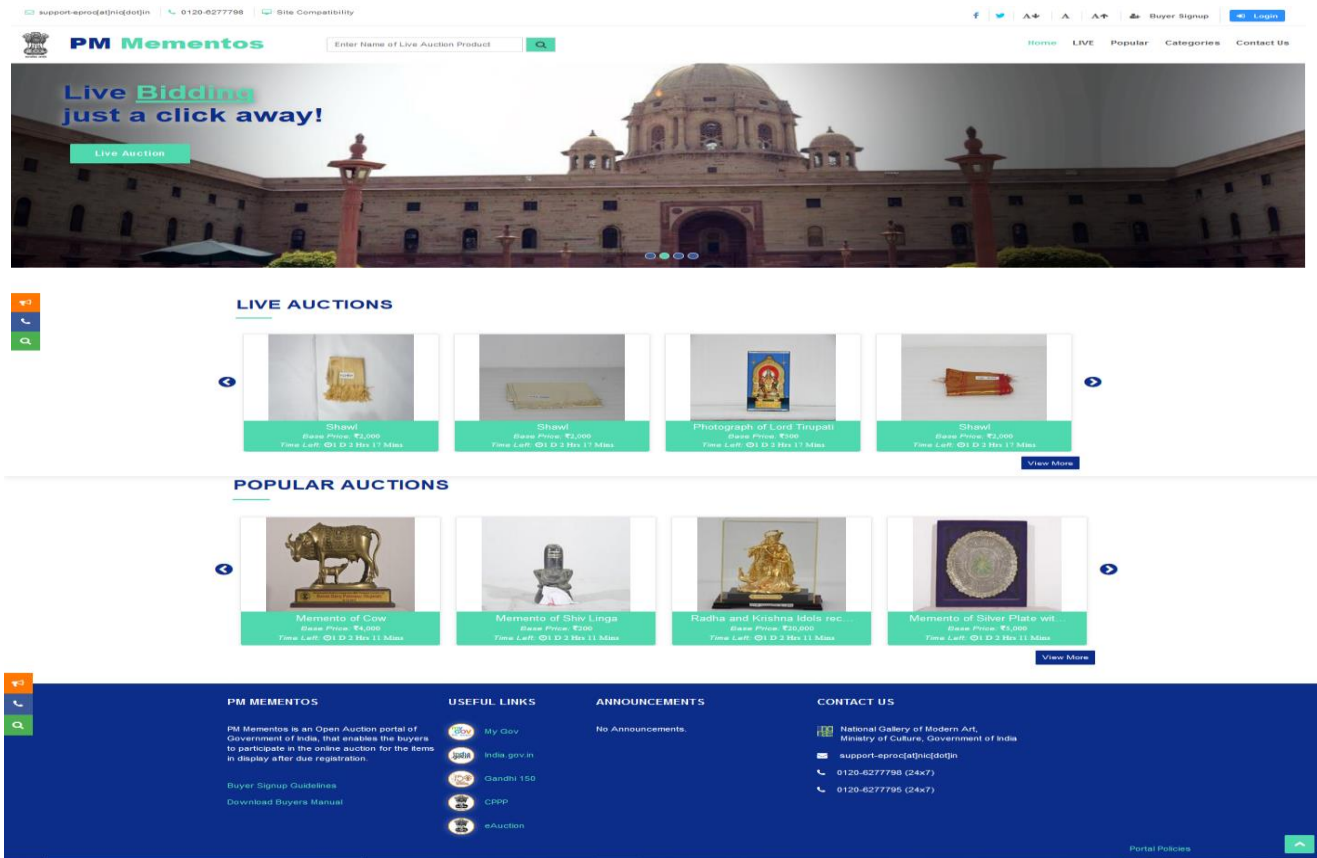 support-eproc[at]nic[dot]in
0120-6277798
Site Compatibility
A
A
A
Buyer Signup
Login
PM Mementos
Enter Name of Live Auction Product
Home
LIVE
Popular
Categories
Contact Us
Live Bidding
just a click away!
Live Auction
LIVE AUCTIONS
Shawl
Base Price: ₹2,000
Time Left: 1 D 2 Hrs 17 Mins
Shawl
Base Price: ₹2,000
Time Left: 1 D 2 Hrs 17 Mins
Photograph of Lord Tirupati
Base Price: ₹500
Time Left: 1 D 2 Hrs 17 Mins
Shawl
Base Price: ₹2,000
Time Left: 1 D 2 Hrs 17 Mins
View More
POPULAR AUCTIONS
Memento of Cow
Base Price: ₹4,000
Time Left: 1 D 2 Hrs 11 Mins
Memento of Shiv Linga
Base Price: ₹200
Time Left: 1 D 2 Hrs 11 Mins
Radha and Krishna Idols rec...
Base Price: ₹20,000
Time Left: 1 D 2 Hrs 11 Mins
Memento of Silver Plate wit...
Base Price: ₹5,000
Time Left: 1 D 2 Hrs 11 Mins
View More
PM MEMENTOS
PM Mementos is an Open Auction portal of
Government of India, that enables the buyers
to participate in the online auction for the items
in display after due registration.
Buyer Signup Guidelines
Download Buyers Manual
USEFUL LINKS
My Gov
India.gov.in
Gandhi 150
CPPP
eAuction
ANNOUNCEMENTS
No Announcements.
CONTACT US
National Gallery of Modern Art,
Ministry of Culture, Government of India
support-eproc[at]nic[dot]in
0120-6277798 (24x7)
0120-6277795 (24x7)
Portal Policies